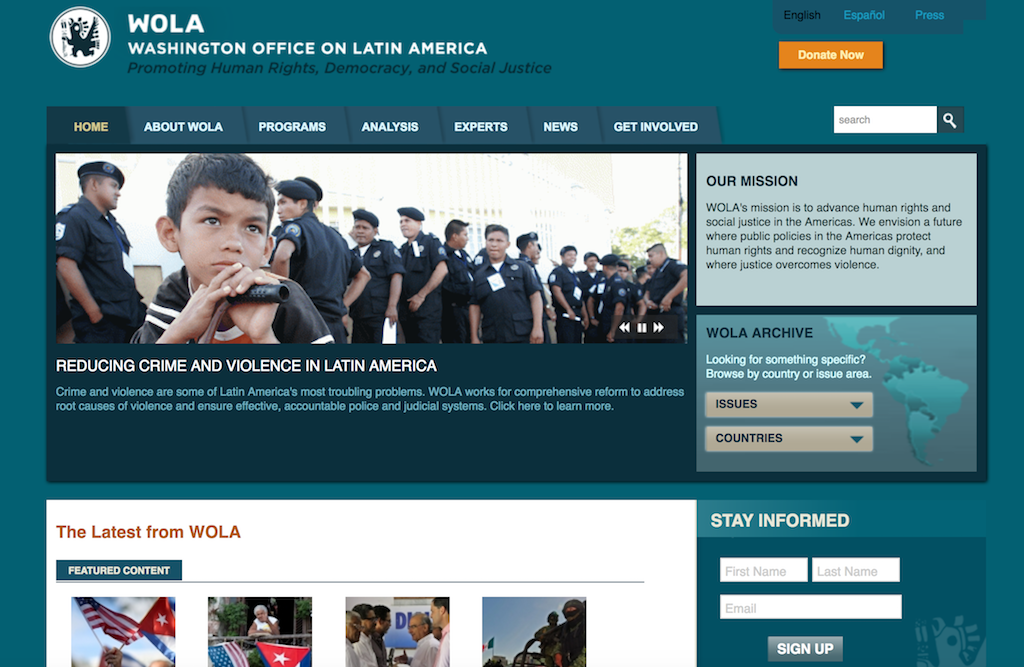 WOLA
WASHINGTON OFFICE ON LATIN AMERICA
Promoting Human Rights, Democracy, and Social Justice
English Español Press
Donate Now
HOME ABOUT WOLA PROGRAMS ANALYSIS EXPERTS NEWS GET INVOLVED
search
OUR MISSION
WOLA's mission is to advance human rights and
social justice in the Americas. We envision a future
where public policies in the Americas protect
human rights and recognize human dignity, and
where justice overcomes violence.
REDUCING CRIME AND VIOLENCE IN LATIN AMERICA
Crime and violence are some of Latin America's most troubling problems. WOLA works for comprehensive reform to address
root causes of violence and ensure effective, accountable police and judicial systems. Click here to learn more.
WOLA ARCHIVE
Looking for something specific?
Browse by country or issue area.
ISSUES
COUNTRIES
The Latest from WOLA
FEATURED CONTENT
STAY INFORMED
First Name Last Name
Email
SIGN UP